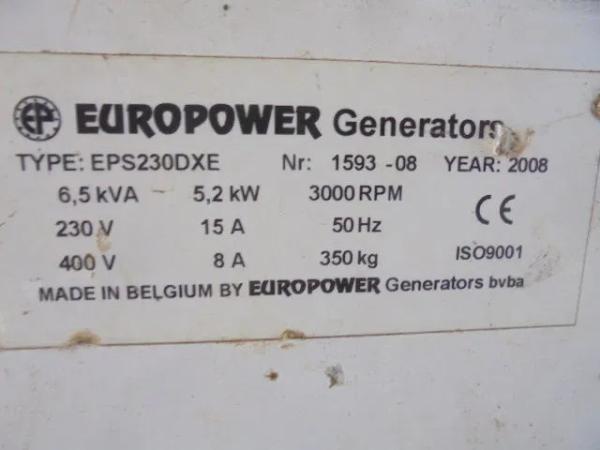 EP EUROPOWER Generators
TYPE: EPS230DXE Nr: 1593 -08 YEAR: 2008
6,5 kVA 5,2 kW 3000 RPM
CE
230 V 15 A 50 Hz
400 V 8 A 350 kg ISO9001
MADE IN BELGIUM BY EUROPOWER Generators bvba